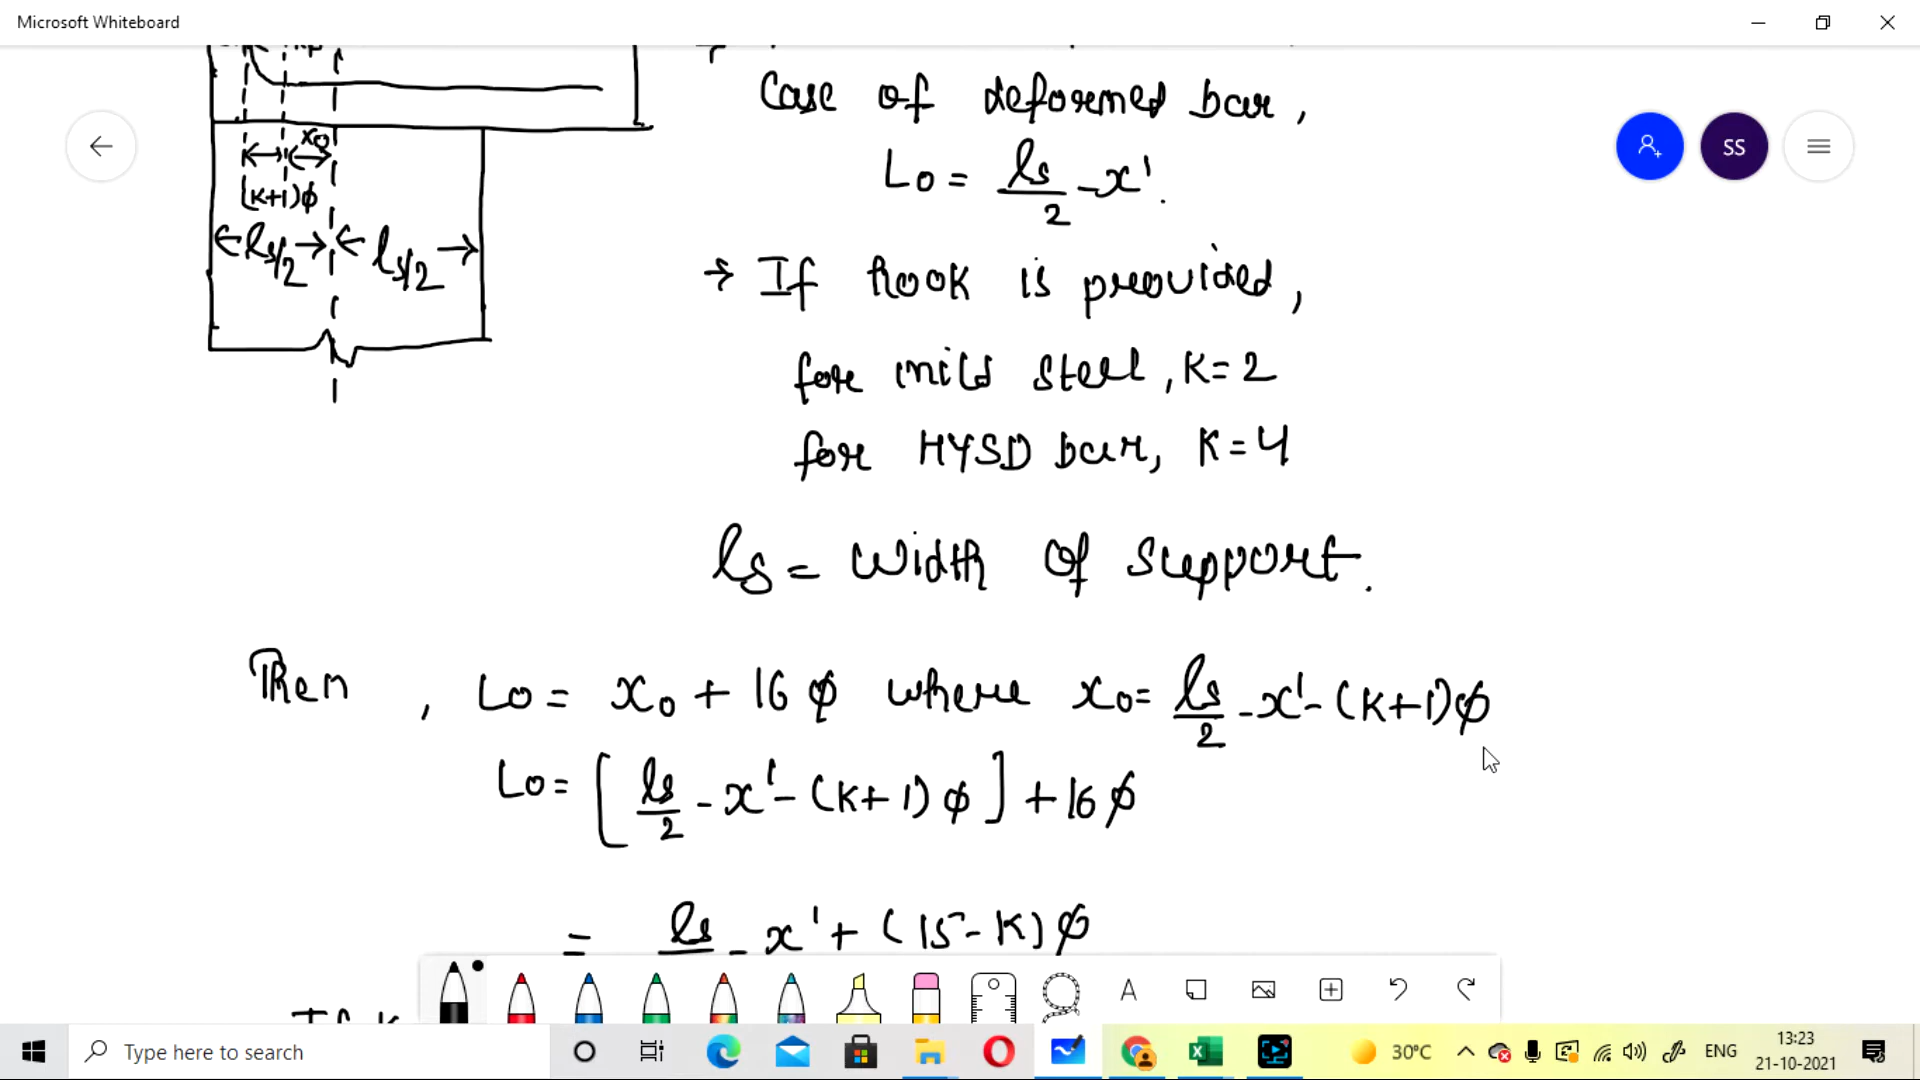 Microsoft Whiteboard
Case of deformed bar,
Lo = ls/2 - x'.
x0
(K+1)φ
ls/2 ls/2
→ If hook is provided,
for mild steel, K=2
for HYSD bar, K=4
ls = Width of support.
Then, Lo = x0 + 16φ where x0 = ls/2 - x' - (K+1)φ
Lo = [ls/2 - x' - (K+1)φ] + 16φ
= ls - x' + (15-K)φ
If K
SS
A
Type here to search
30°C
ENG
13:23
21-10-2021